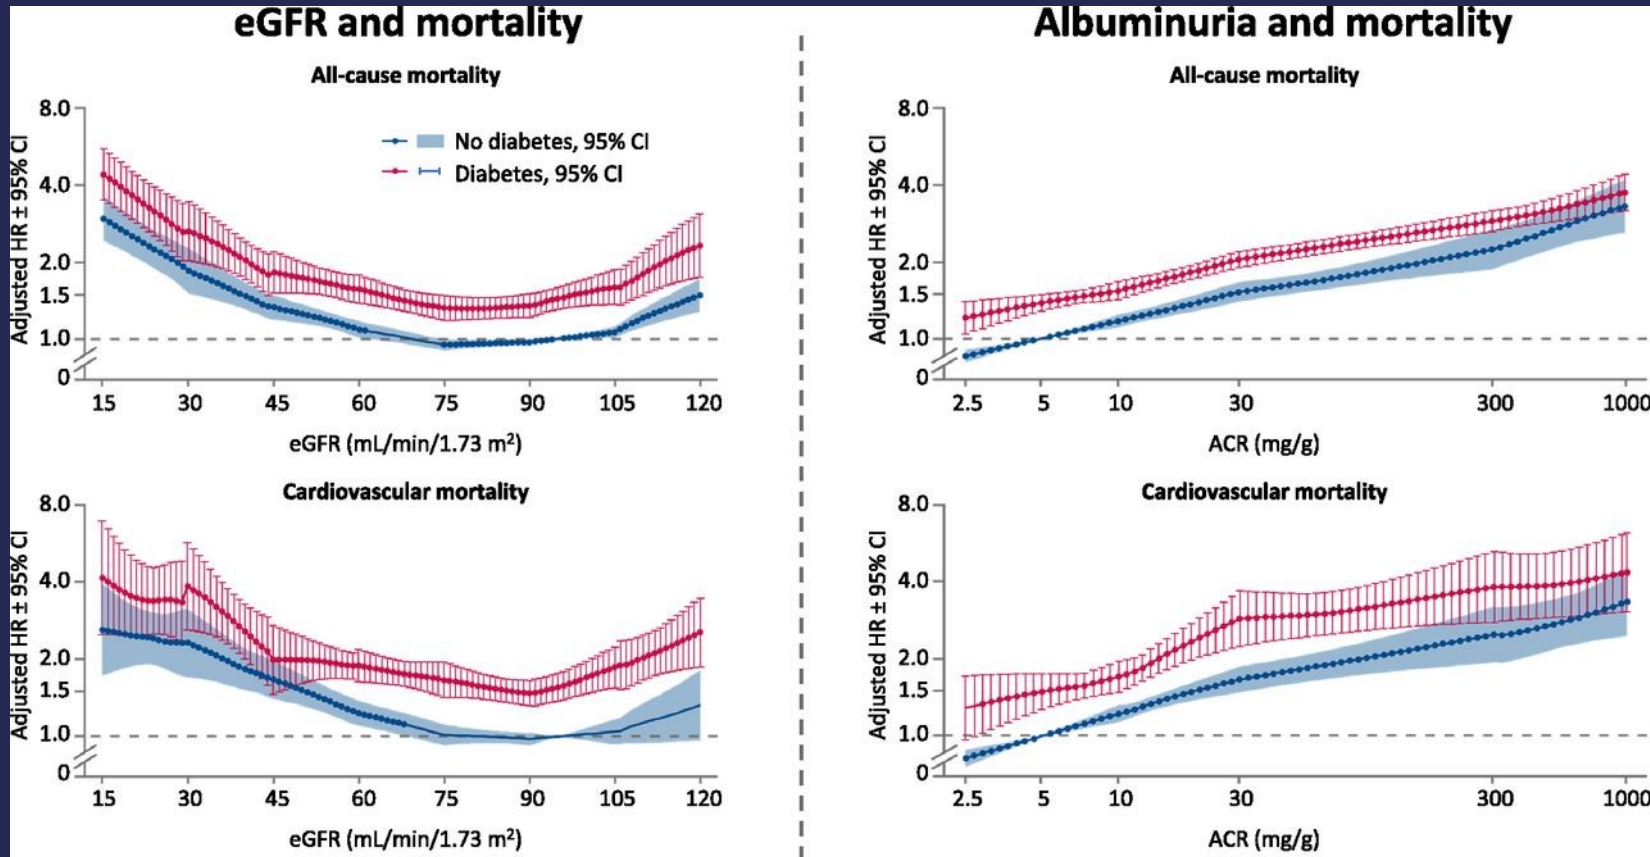 eGFR and mortality
All-cause mortality
8.0
4.0
2.0
1.5
1.0
0
Adjusted HR ± 95% CI
No diabetes, 95% CI
Diabetes, 95% CI
15 30 45 60 75 90 105 120
eGFR (mL/min/1.73 m²)
Cardiovascular mortality
8.0
4.0
2.0
1.5
1.0
0
Adjusted HR ± 95% CI
15 30 45 60 75 90 105 120
eGFR (mL/min/1.73 m²)
Albuminuria and mortality
All-cause mortality
8.0
4.0
2.0
1.5
1.0
0
Adjusted HR ± 95% CI
2.5 5 10 30 300 1000
ACR (mg/g)
Cardiovascular mortality
8.0
4.0
2.0
1.5
1.0
0
Adjusted HR ± 95% CI
2.5 5 10 30 300 1000
ACR (mg/g)